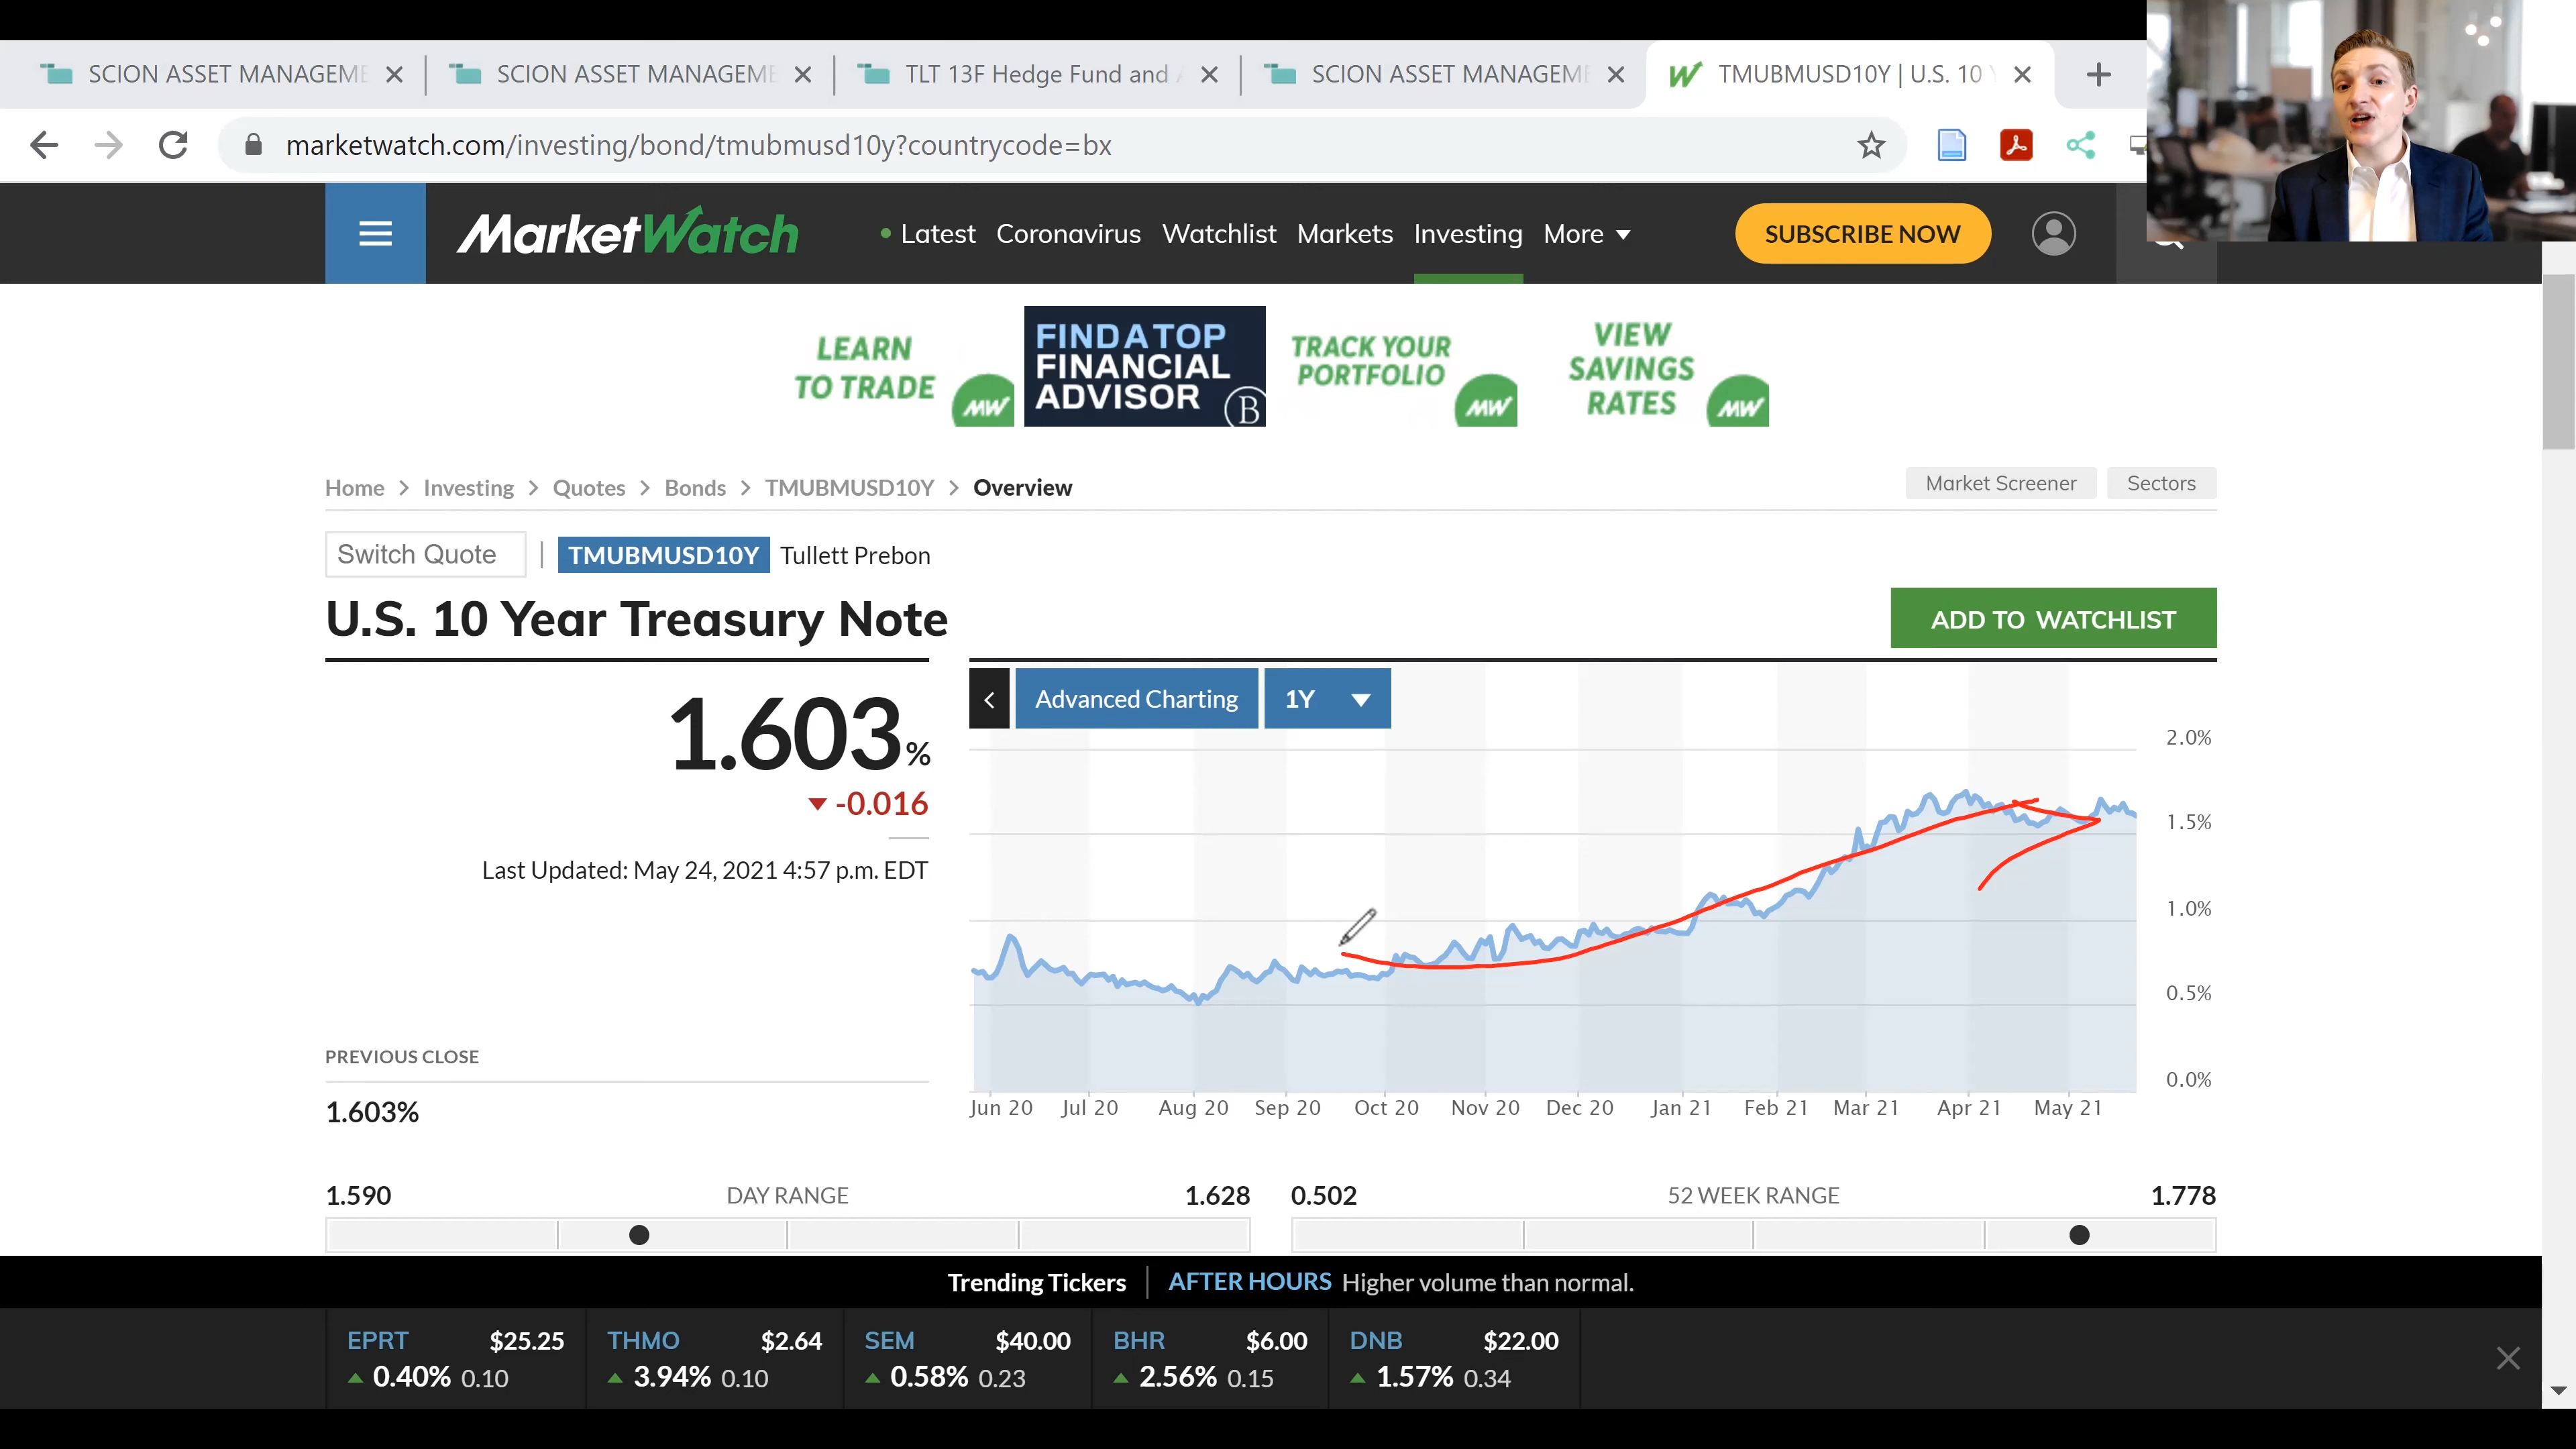 SCION ASSET MANAGEME
SCION ASSET MANAGEME
TLT 13F Hedge Fund and
SCION ASSET MANAGEME
TMUBMUSD10Y | U.S. 10
marketwatch.com/investing/bond/tmubmusd10y?countrycode=bx
MarketWatch
Latest Coronavirus Watchlist Markets Investing More
SUBSCRIBE NOW
LEARN
TO TRADE
MW
FIND A TOP
FINANCIAL
ADVISOR
B
TRACK YOUR
PORTFOLIO
MW
VIEW
SAVINGS
RATES
MW
Home > Investing > Quotes > Bonds > TMUBMUSD10Y > Overview
Market Screener Sectors
Switch Quote | TMUBMUSD10Y Tullett Prebon
U.S. 10 Year Treasury Note
ADD TO WATCHLIST
1.603%
-0.016
Last Updated: May 24, 2021 4:57 p.m. EDT
PREVIOUS CLOSE
1.603%
Advanced Charting 1Y
2.0%
1.5%
1.0%
0.5%
0.0%
Jun 20 Jul 20 Aug 20 Sep 20 Oct 20 Nov 20 Dec 20 Jan 21 Feb 21 Mar 21 Apr 21 May 21
1.590 DAY RANGE 1.628
0.502 52 WEEK RANGE 1.778
Trending Tickers | AFTER HOURS Higher volume than normal.
EPRT $25.25
0.40% 0.10
THMO $2.64
3.94% 0.10
SEM $40.00
0.58% 0.23
BHR $6.00
2.56% 0.15
DNB $22.00
1.57% 0.34